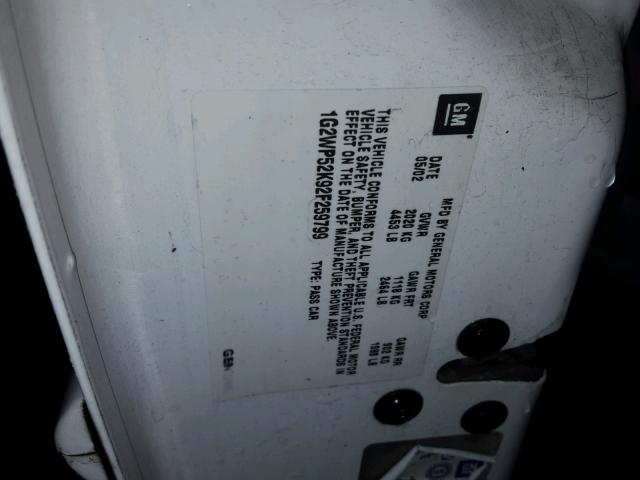 GM
MFD BY GENERAL MOTORS CORP
DATE GVWR GAWR FRT GAWR RR
05/02 2020 KG 1118 KG 902 KG
4453 LB 2464 LB 1989 LB
THIS VEHICLE CONFORMS TO ALL APPLICABLE U.S. FEDERAL MOTOR
VEHICLE SAFETY, BUMPER, AND THEFT PREVENTION STANDARDS IN
EFFECT ON THE DATE OF MANUFACTURE SHOWN ABOVE.
1G2WP52K92F259799 TYPE: PASS CAR